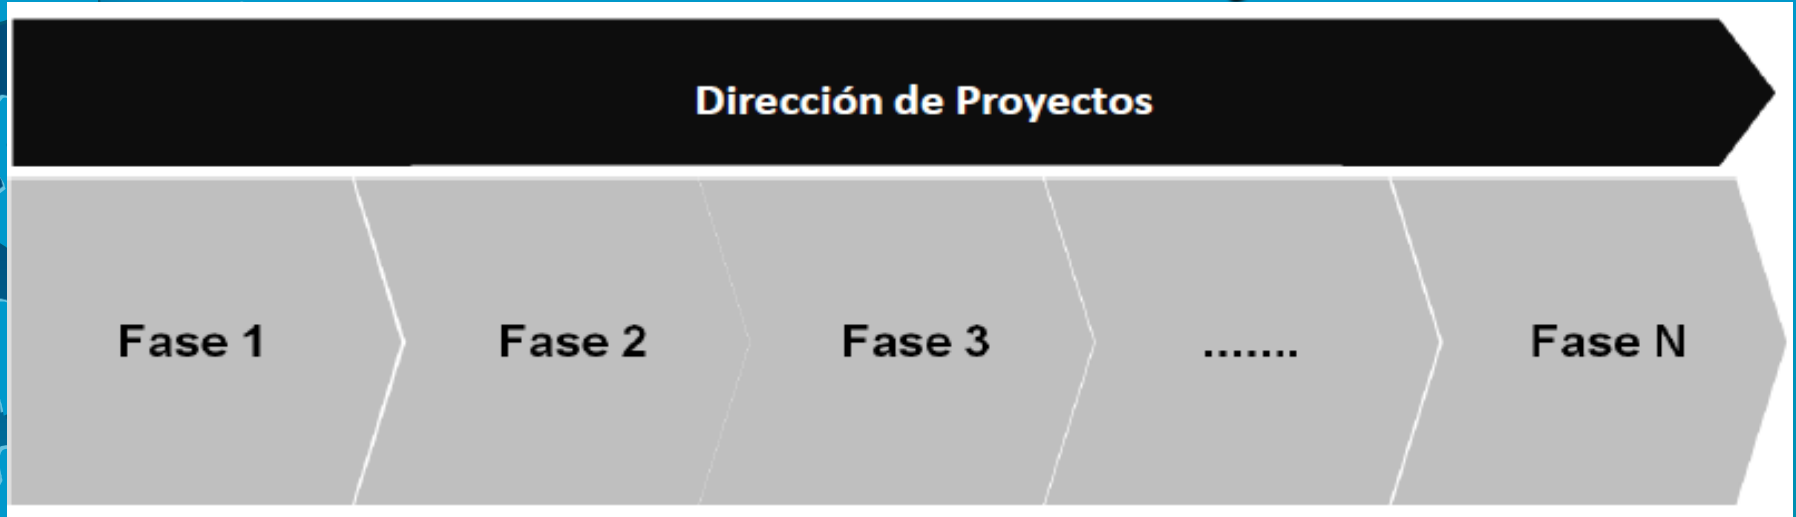 Dirección de Proyectos
Fase 1
Fase 2
Fase 3
.......
Fase N